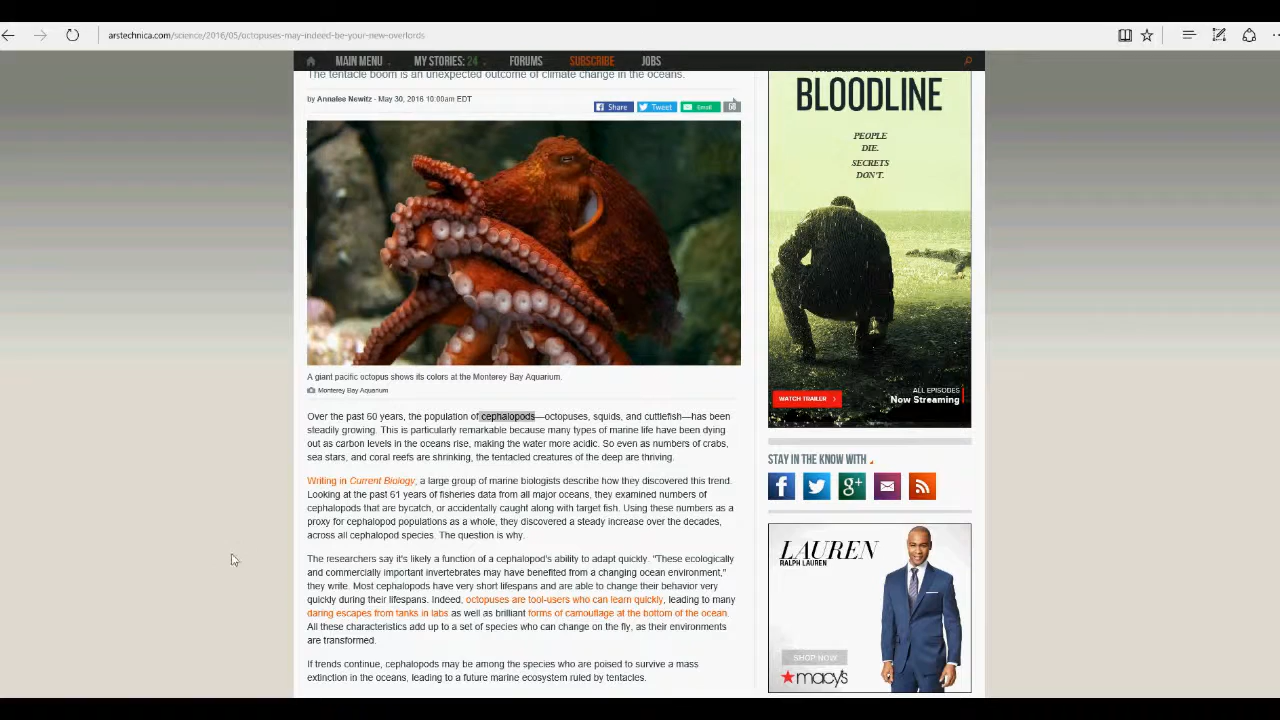 arstechnica.com/science/2016/05/octopuses-may-indeed-be-your-new-overlords
MAIN MENU MY STORIES: 24 FORUMS SUBSCRIBE JOBS
The tentacle boom is an unexpected outcome of climate change in the oceans.
by Annalee Newitz - May 30, 2016 10:00am EDT
Share Tweet Email 68
A giant pacific octopus shows its colors at the Monterey Bay Aquarium.
Monterey Bay Aquarium
Over the past 60 years, the population of cephalopods—octopuses, squids, and cuttlefish—has been
steadily growing. This is particularly remarkable because many types of marine life have been dying
out as carbon levels in the oceans rise, making the water more acidic. So even as numbers of crabs,
sea stars, and coral reefs are shrinking, the tentacled creatures of the deep are thriving.
Writing in Current Biology, a large group of marine biologists describe how they discovered this trend.
Looking at the past 61 years of fisheries data from all major oceans, they examined numbers of
cephalopods that are bycatch, or accidentally caught along with target fish. Using these numbers as a
proxy for cephalopod populations as a whole, they discovered a steady increase over the decades,
across all cephalopod species. The question is why.
The researchers say it's likely a function of a cephalopod's ability to adapt quickly. "These ecologically
and commercially important invertebrates may have benefited from a changing ocean environment,"
they write. Most cephalopods have very short lifespans and are able to change their behavior very
quickly during their lifespans. Indeed, octopuses are tool-users who can learn quickly, leading to many
daring escapes from tanks in labs as well as brilliant forms of camouflage at the bottom of the ocean.
All these characteristics add up to a set of species who can change on the fly, as their environments
are transformed.
If trends continue, cephalopods may be among the species who are poised to survive a mass
extinction in the oceans, leading to a future marine ecosystem ruled by tentacles.
BLOODLINE
PEOPLE
DIE.
SECRETS
DON'T.
WATCH TRAILER
ALL EPISODES
Now Streaming
STAY IN THE KNOW WITH
f
g+
LAUREN
RALPH LAUREN
SHOP NOW
macy's